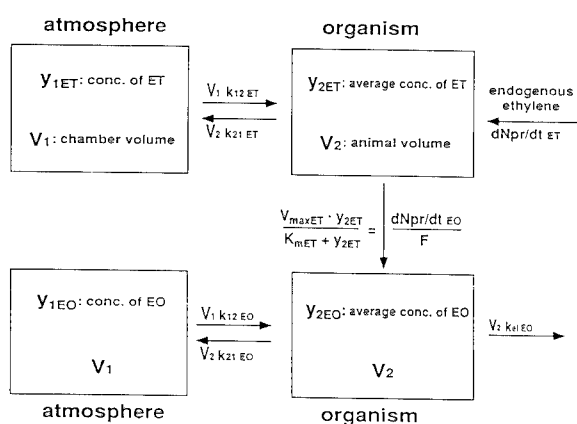 atmosphere
organism
y1ET: conc. of ET
V1: chamber volume
V1 k12 ET
V2 k21 ET
y2ET: average conc. of ET
V2: animal volume
endogenous
ethylene
dNpr/dt ET
VmaxET · y2ET
KmET + y2ET
=
dNpr/dt EO
F
y1EO: conc. of EO
V1
V1 k12 EO
V2 k21 EO
y2EO: average conc. of EO
V2
V2 kel EO
atmosphere
organism